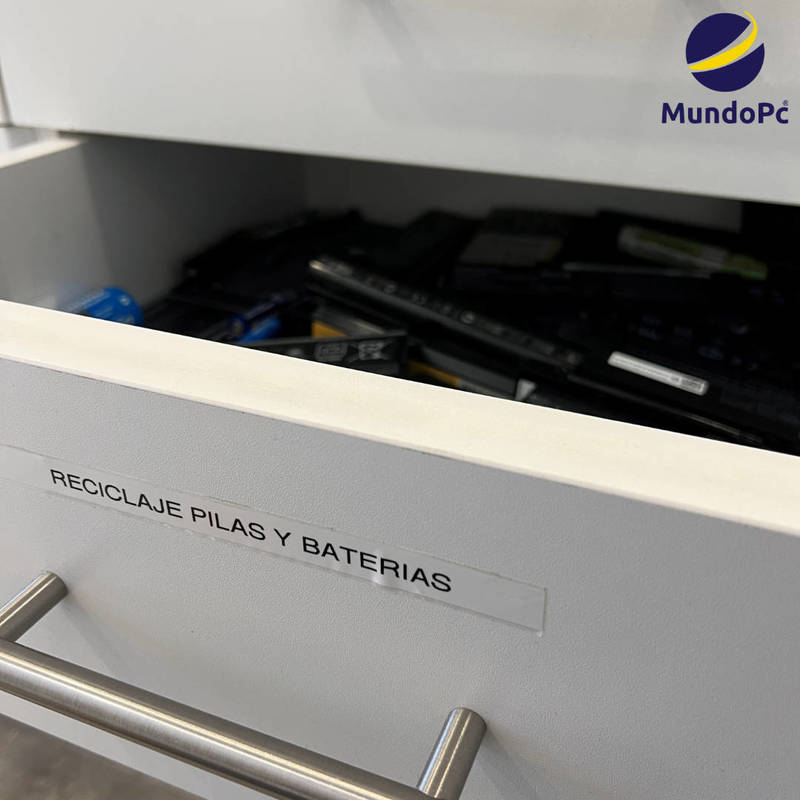 MundoPc
RECICLAJE PILAS Y BATERIAS